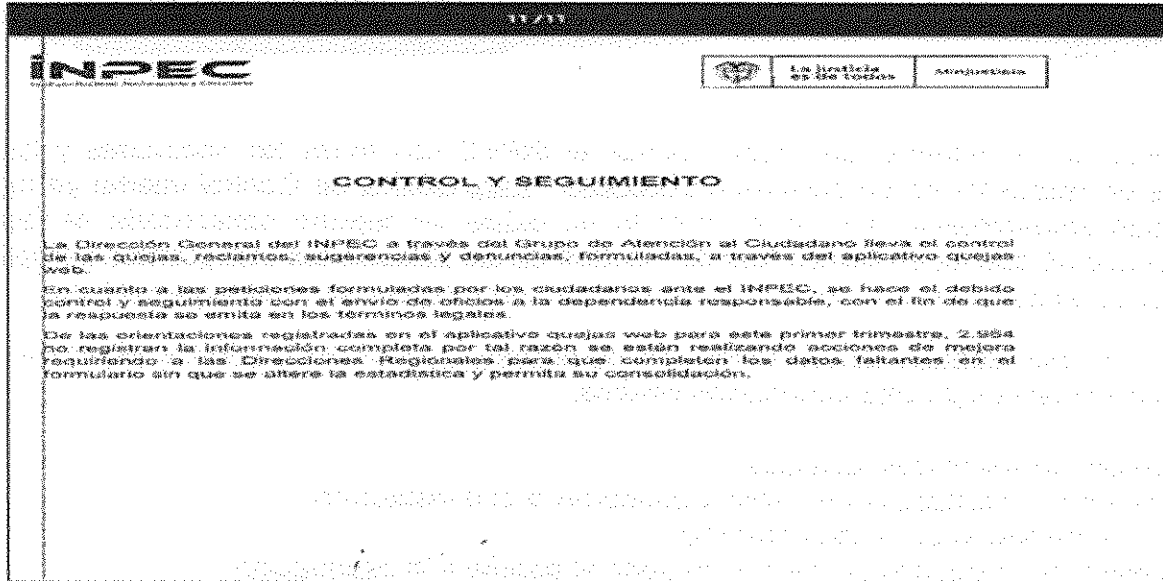 11/11
INPEC
Instituto Nacional Penitenciario y Carcelario
La justicia
es de todos
Minjusticia
CONTROL Y SEGUIMIENTO
La Dirección General del INPEC a través del Grupo de Atención al Ciudadano lleva el control
de las quejas, reclamos, sugerencias y denuncias, formuladas, a través del aplicativo quejas
web.
En cuanto a las peticiones formuladas por los ciudadanos ante el INPEC, se hace el debido
control y seguimiento con el envío de oficios a la dependencia responsable, con el fin de que
la respuesta se emita en los términos legales.
De las orientaciones registradas en el aplicativo quejas web para este primer trimestre, 2.984
no registran la información completa por tal razón se están realizando acciones de mejora
requiriendo a las Direcciones Regionales para que completen los datos faltantes en el
formulario sin que se altere la estadística y permita su consolidación.